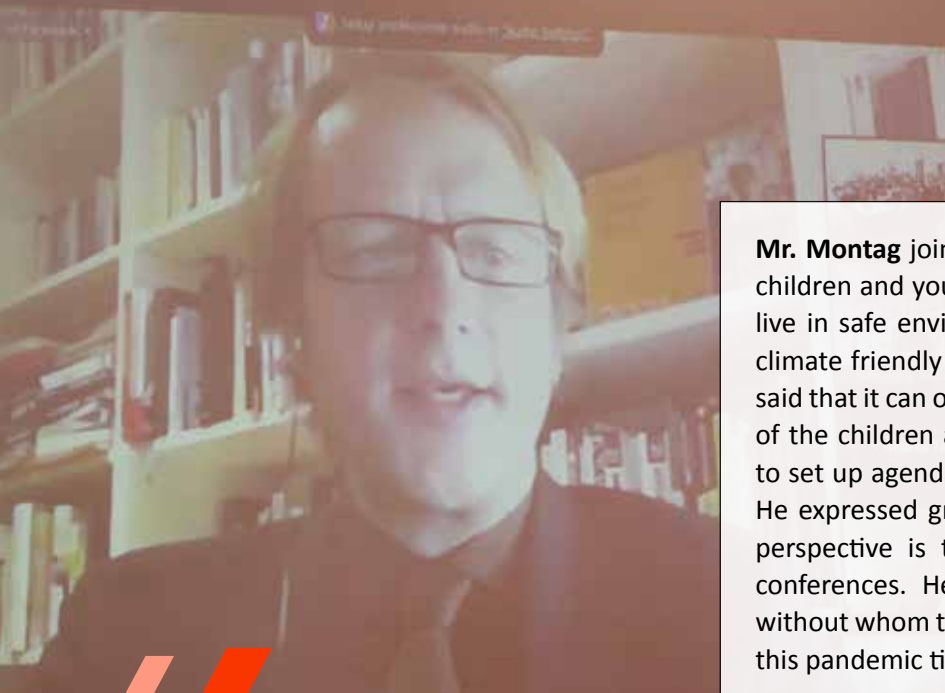 Mr. Montag joi
children and you
live in safe envi
climate friendly
said that it can o
of the children
to set up agend
He expressed g
perspective is t
conferences. He
without whom t
this pandemic ti